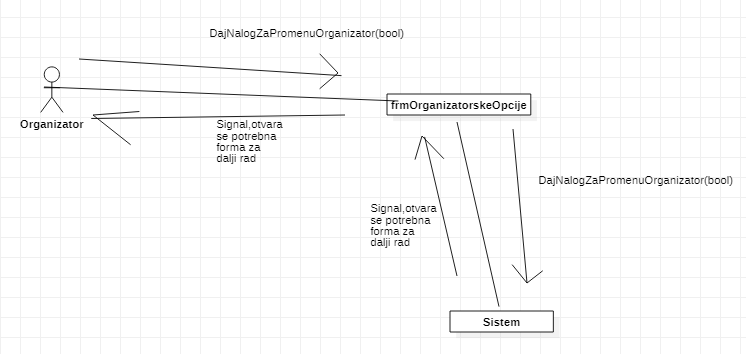 DajNalogZaPromenuOrganizator(bool)
frmOrganizatorskeOpcije
Organizator
Signal,otvara
se potrebna
forma za
dalji rad
DajNalogZaPromenuOrganizator(bool)
Signal,otvara
se potrebna
forma za
dalji rad
Sistem